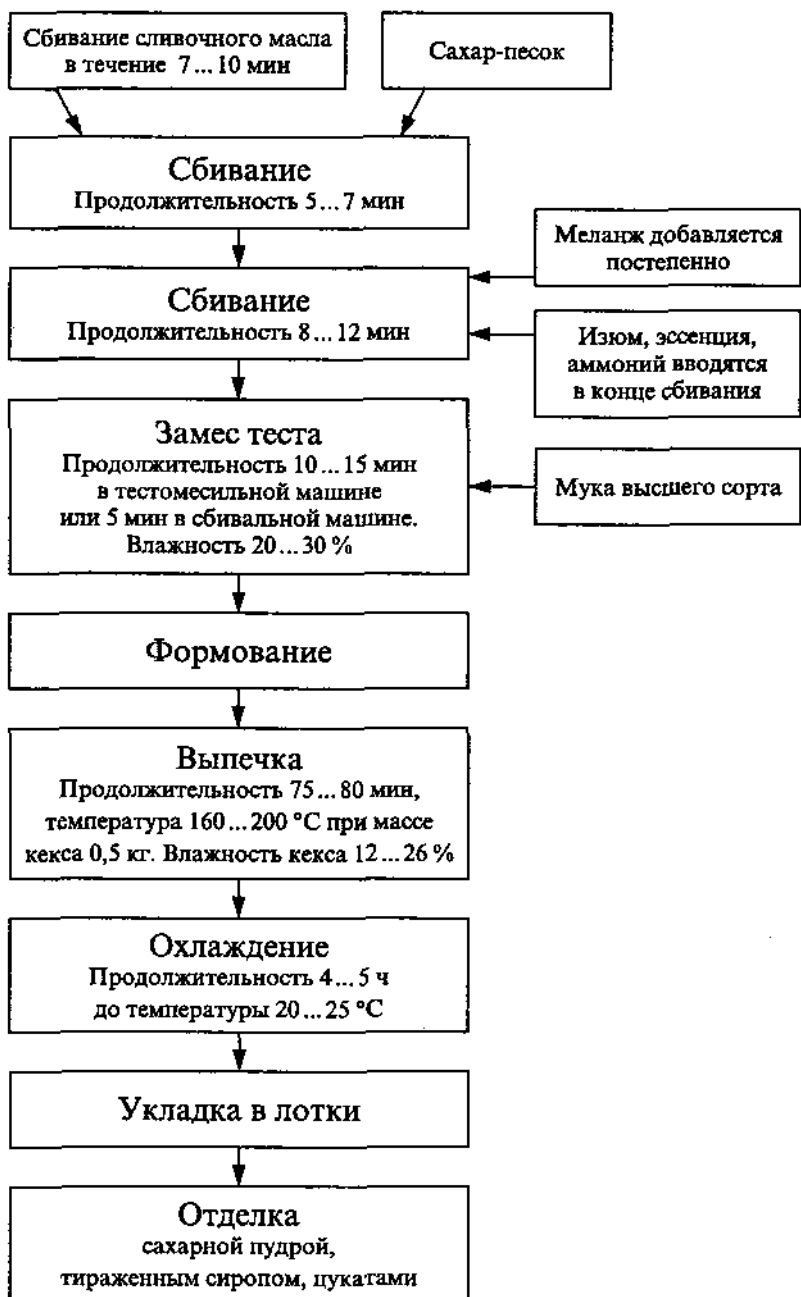 Сбивание сливочного масла
в течение 7...10 мин
Сахар-песок
Сбивание
Продолжительность 5...7 мин
Меланж добавляется
постепенно
Сбивание
Продолжительность 8...12 мин
Изюм, эссенция,
аммоний вводятся
в конце сбивания
Замес теста
Продолжительность 10...15 мин
в тестомесильной машине
или 5 мин в сбивальной машине.
Влажность 20...30 %
Мука высшего сорта
Формование
Выпечка
Продолжительность 75...80 мин,
температура 160...200 °С при массе
кекса 0,5 кг. Влажность кекса 12...26 %
Охлаждение
Продолжительность 4...5 ч
до температуры 20...25 °С
Укладка в лотки
Отделка
сахарной пудрой,
тираженным сиропом, цукатами